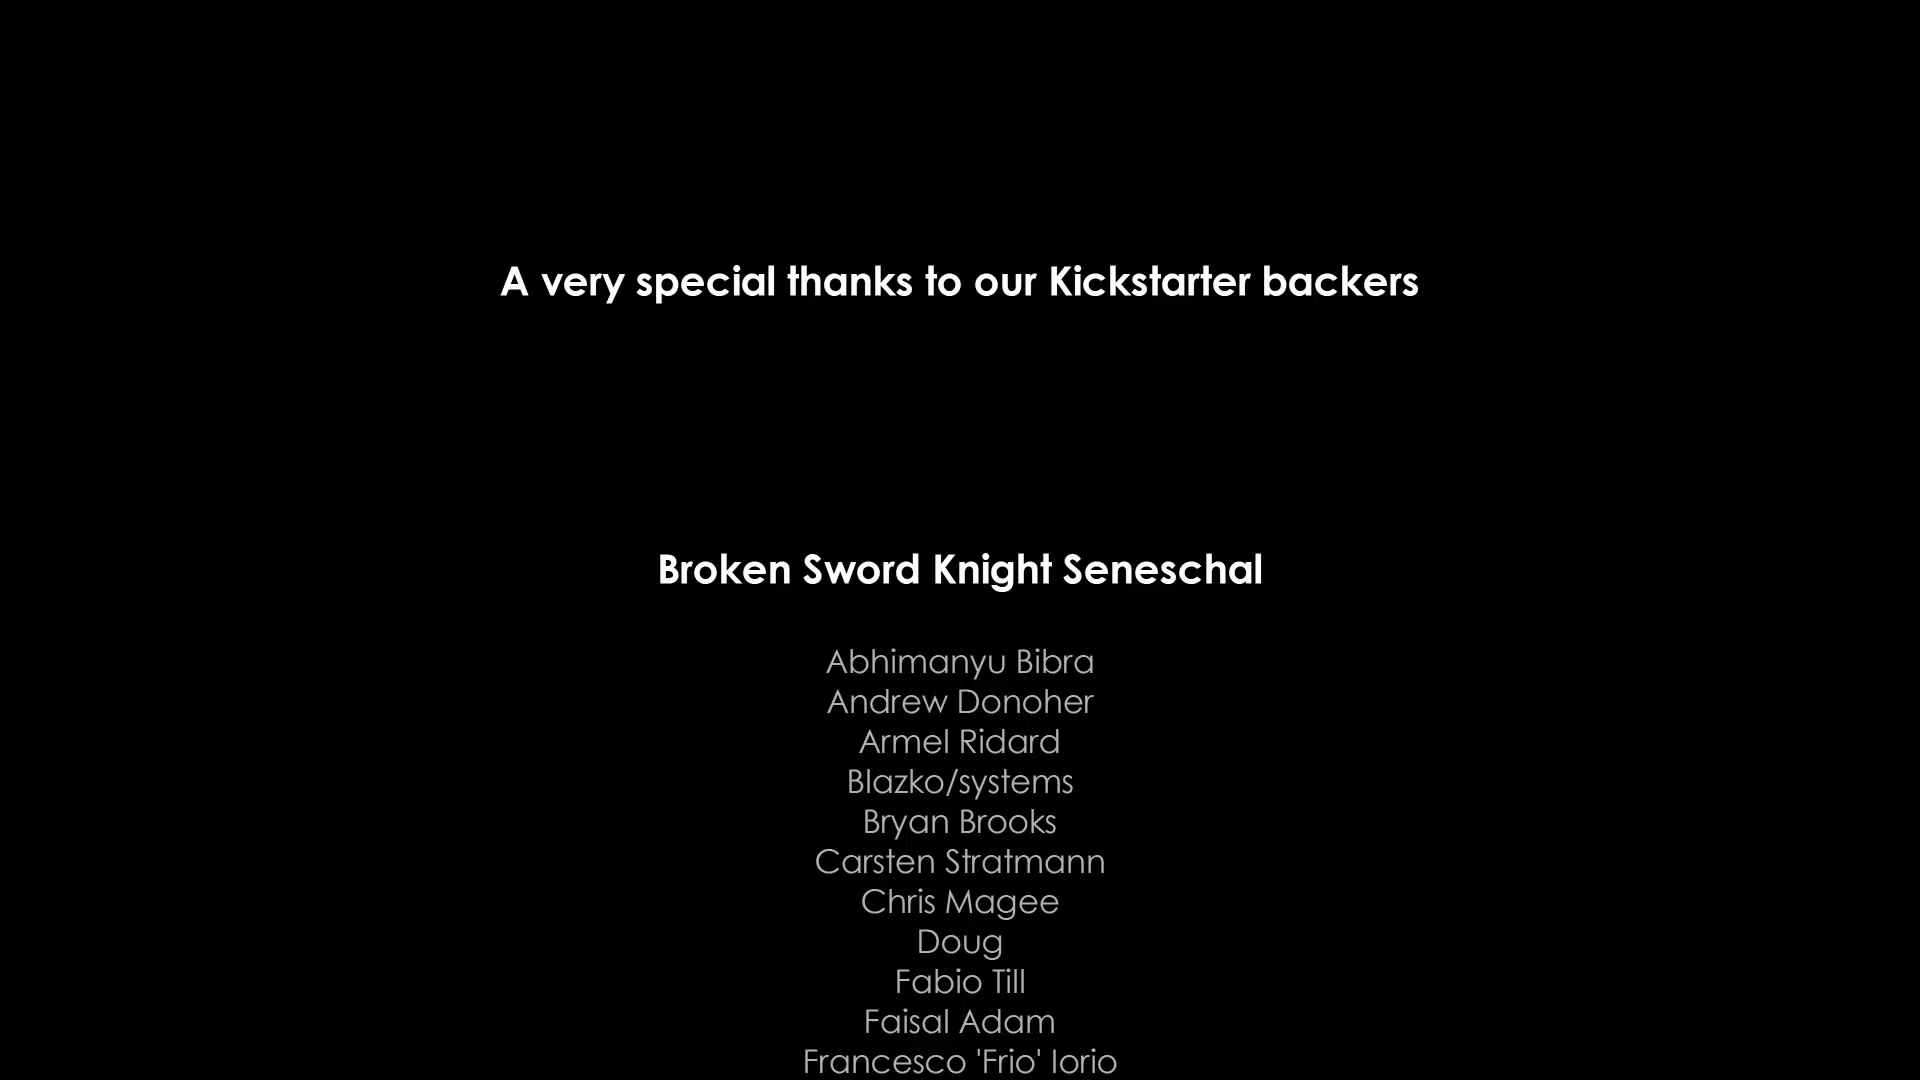 A very special thanks to our Kickstarter backers
Broken Sword Knight Seneschal
Abhimanyu Bibra
Andrew Donoher
Armel Ridard
Blazko/systems
Bryan Brooks
Carsten Stratmann
Chris Magee
Doug
Fabio Till
Faisal Adam
Francesco 'Frio' Iorio